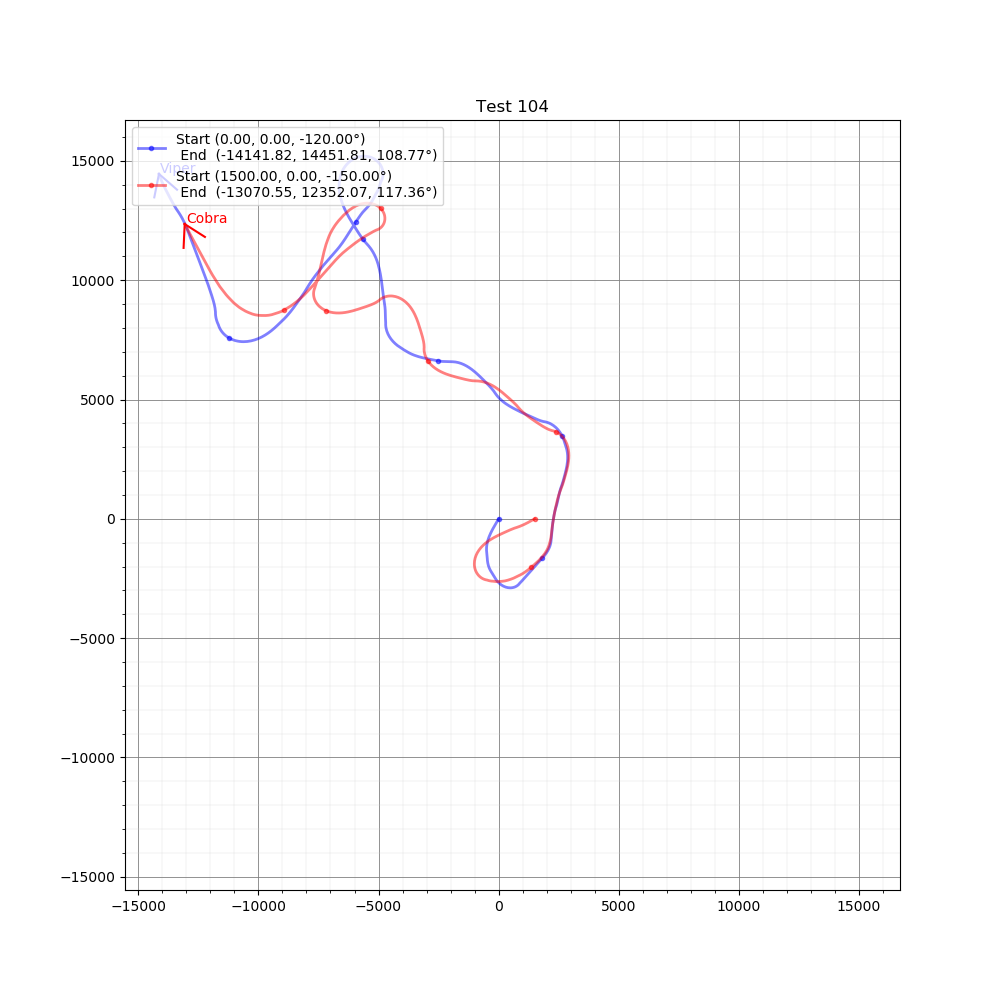 Test 104
Start (0.00, 0.00, -120.00°)
End  (-14141.82, 14451.81, 108.77°)
Start (1500.00, 0.00, -150.00°)
End  (-13070.55, 12352.07, 117.36°)
Viper
Cobra
15000
10000
5000
0
−5000
−10000
−15000
−15000 −10000 −5000 0 5000 10000 15000